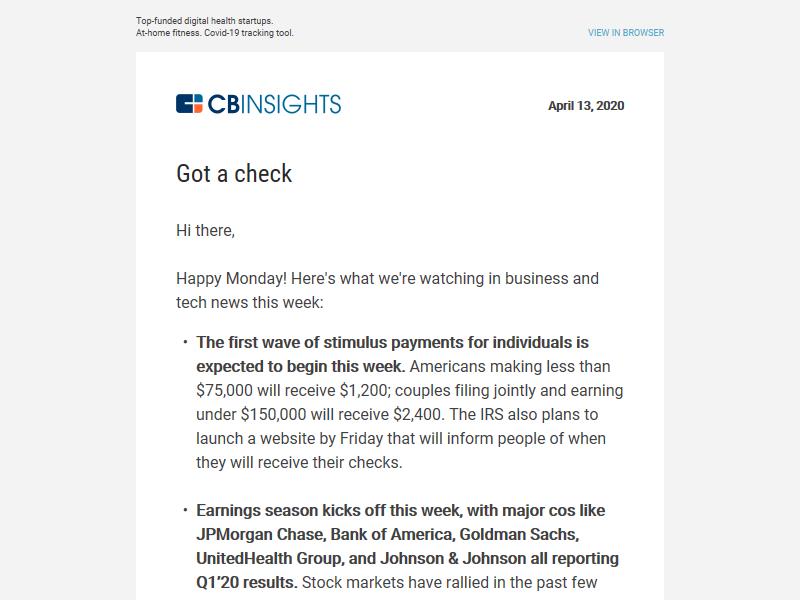 Top-funded digital health startups.
At-home fitness. Covid-19 tracking tool.
VIEW IN BROWSER
CBINSIGHTS
April 13, 2020
Got a check
Hi there,
Happy Monday! Here's what we're watching in business and
tech news this week:
• The first wave of stimulus payments for individuals is
expected to begin this week. Americans making less than
$75,000 will receive $1,200; couples filing jointly and earning
under $150,000 will receive $2,400. The IRS also plans to
launch a website by Friday that will inform people of when
they will receive their checks.
• Earnings season kicks off this week, with major cos like
JPMorgan Chase, Bank of America, Goldman Sachs,
UnitedHealth Group, and Johnson & Johnson all reporting
Q1'20 results. Stock markets have rallied in the past few